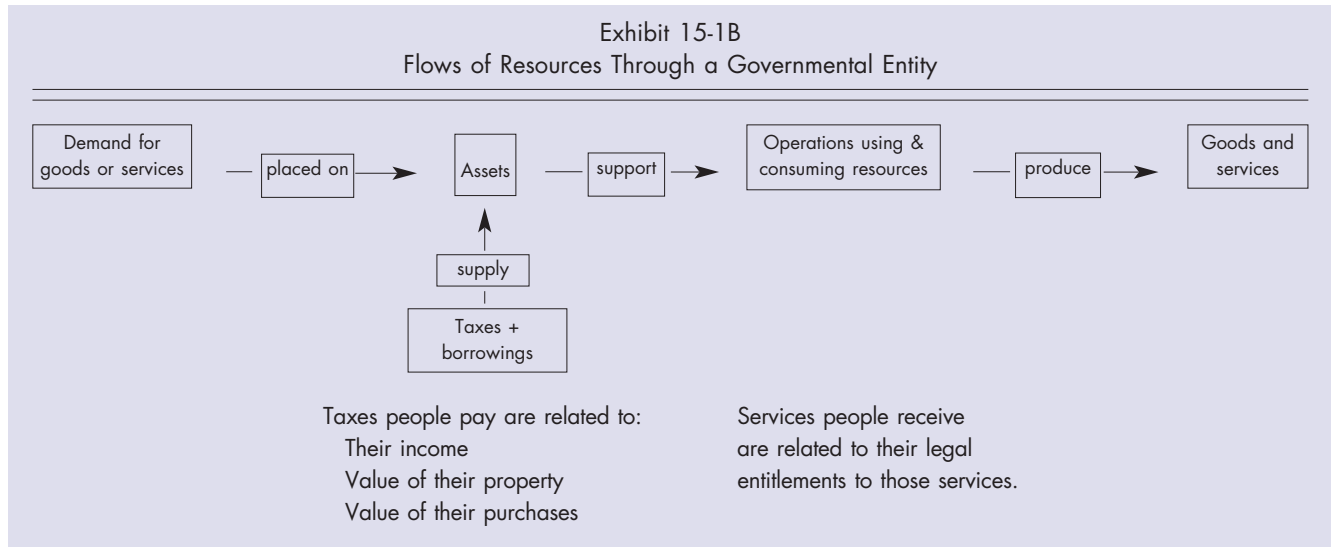 Exhibit 15-1B
Flows of Resources Through a Governmental Entity
Demand for
goods or services
placed on
Assets
support
Operations using &
consuming resources
produce
Goods and
services
supply
Taxes +
borrowings
Taxes people pay are related to:
Their income
Value of their property
Value of their purchases
Services people receive
are related to their legal
entitlements to those services.